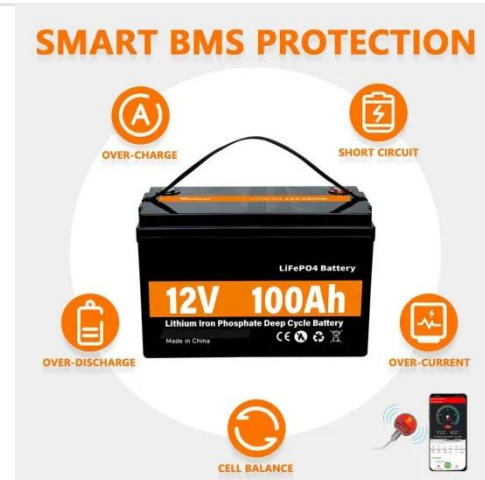 SMART BMS PROTECTION
OVER-CHARGE
SHORT CIRCUIT
LiFePO4 Battery
12V 100Ah
Lithium Iron Phosphate Deep Cycle Battery
Made in China
CE
OVER-DISCHARGE
OVER-CURRENT
CELL BALANCE